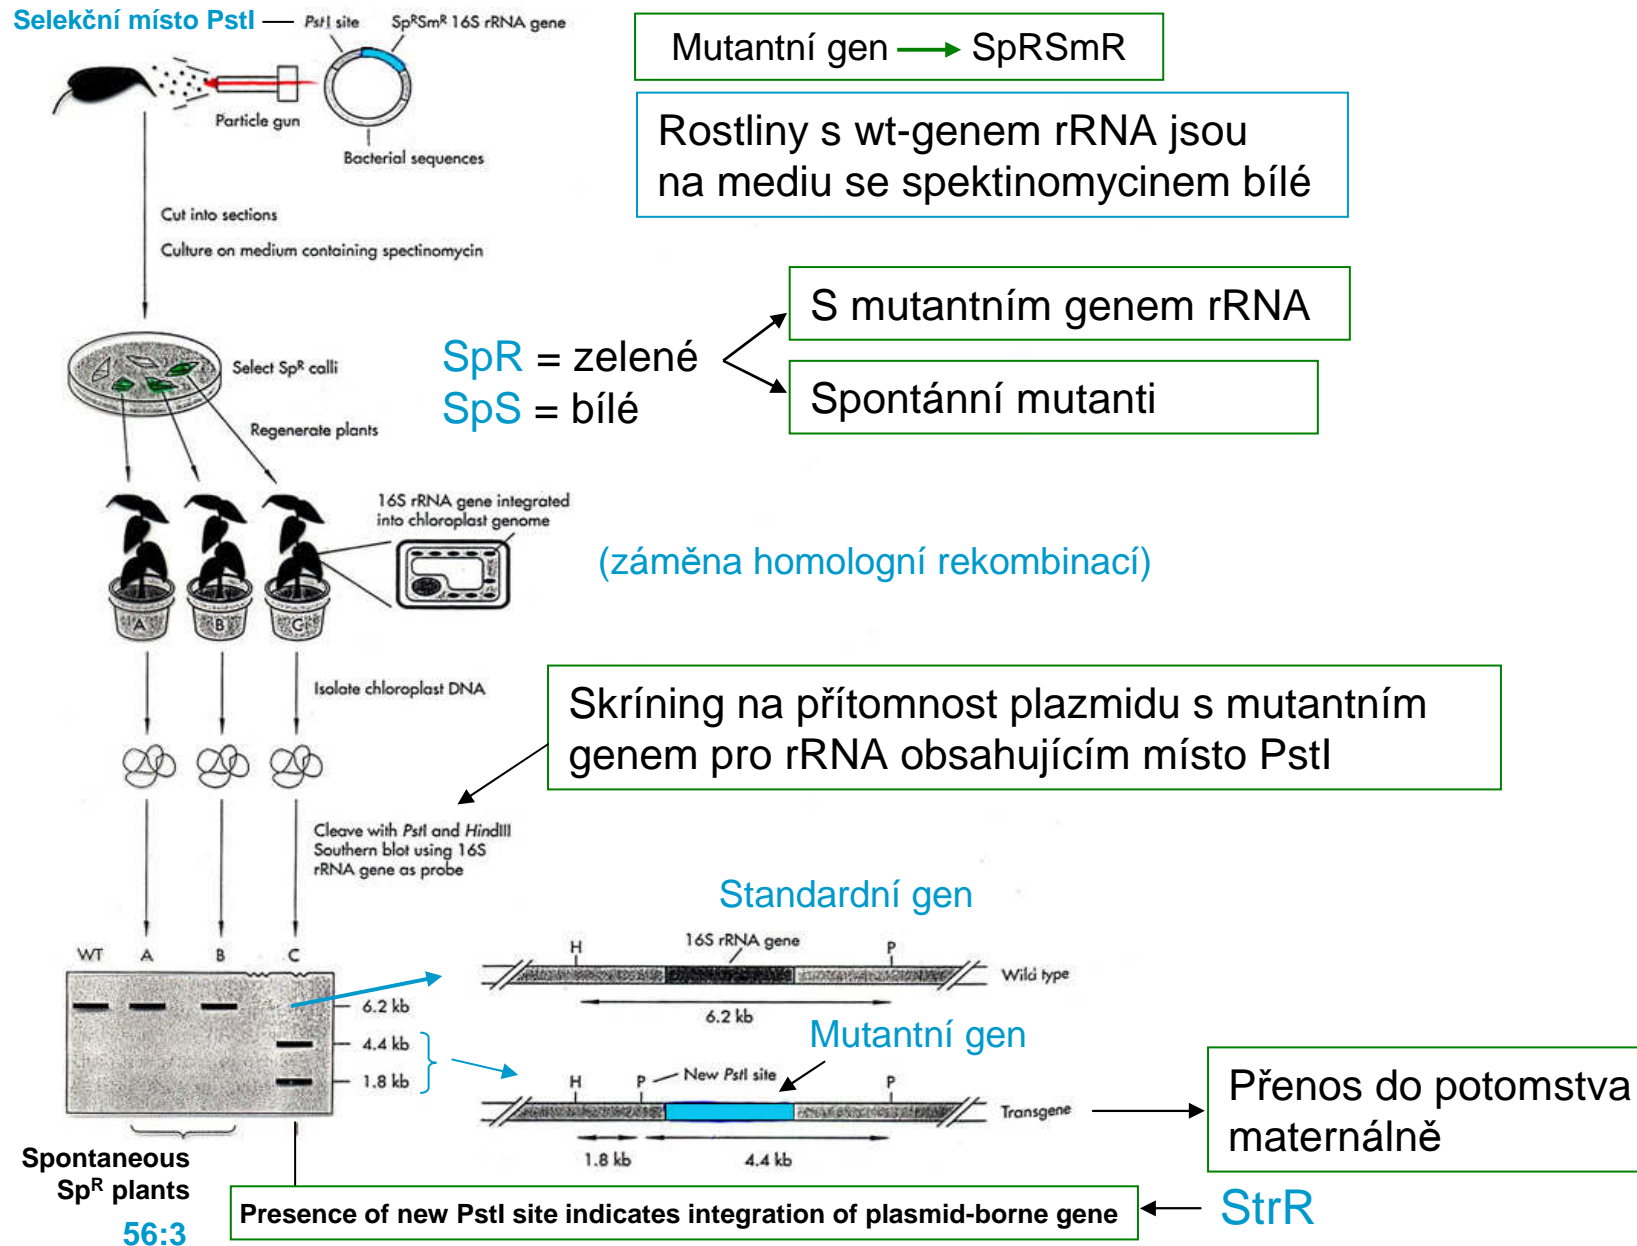 Selekční místo PstI
PstI site
SpRSmR 16S rRNA gene
Mutantní gen
SpRSmR
Particle gun
Bacterial sequences
Rostliny s wt-genem rRNA jsou
na mediu se spektinomycinem bílé
Cut into sections
Culture on medium containing spectinomycin
S mutantním genem rRNA
SpR = zelené
SpS = bílé
Spontánní mutanti
Select SpR calli
Regenerate plants
16S rRNA gene integrated
into chloroplast genome
(záměna homologní rekombinací)
A
B
C
Isolate chloroplast DNA
Skríning na přítomnost plazmidu s mutantním
genem pro rRNA obsahujícím místo PstI
Cleave with PstI and HindIII
Southern blot using 16S
rRNA gene as probe
Standardní gen
WT
A
B
C
H
16S rRNA gene
P
Wild type
6.2 kb
6.2 kb
4.4 kb
1.8 kb
Mutantní gen
H
P
New PstI site
P
Transgene
1.8 kb
4.4 kb
Přenos do potomstva
maternálně
Spontaneous
SpR plants
56:3
Presence of new PstI site indicates integration of plasmid-borne gene
StrR